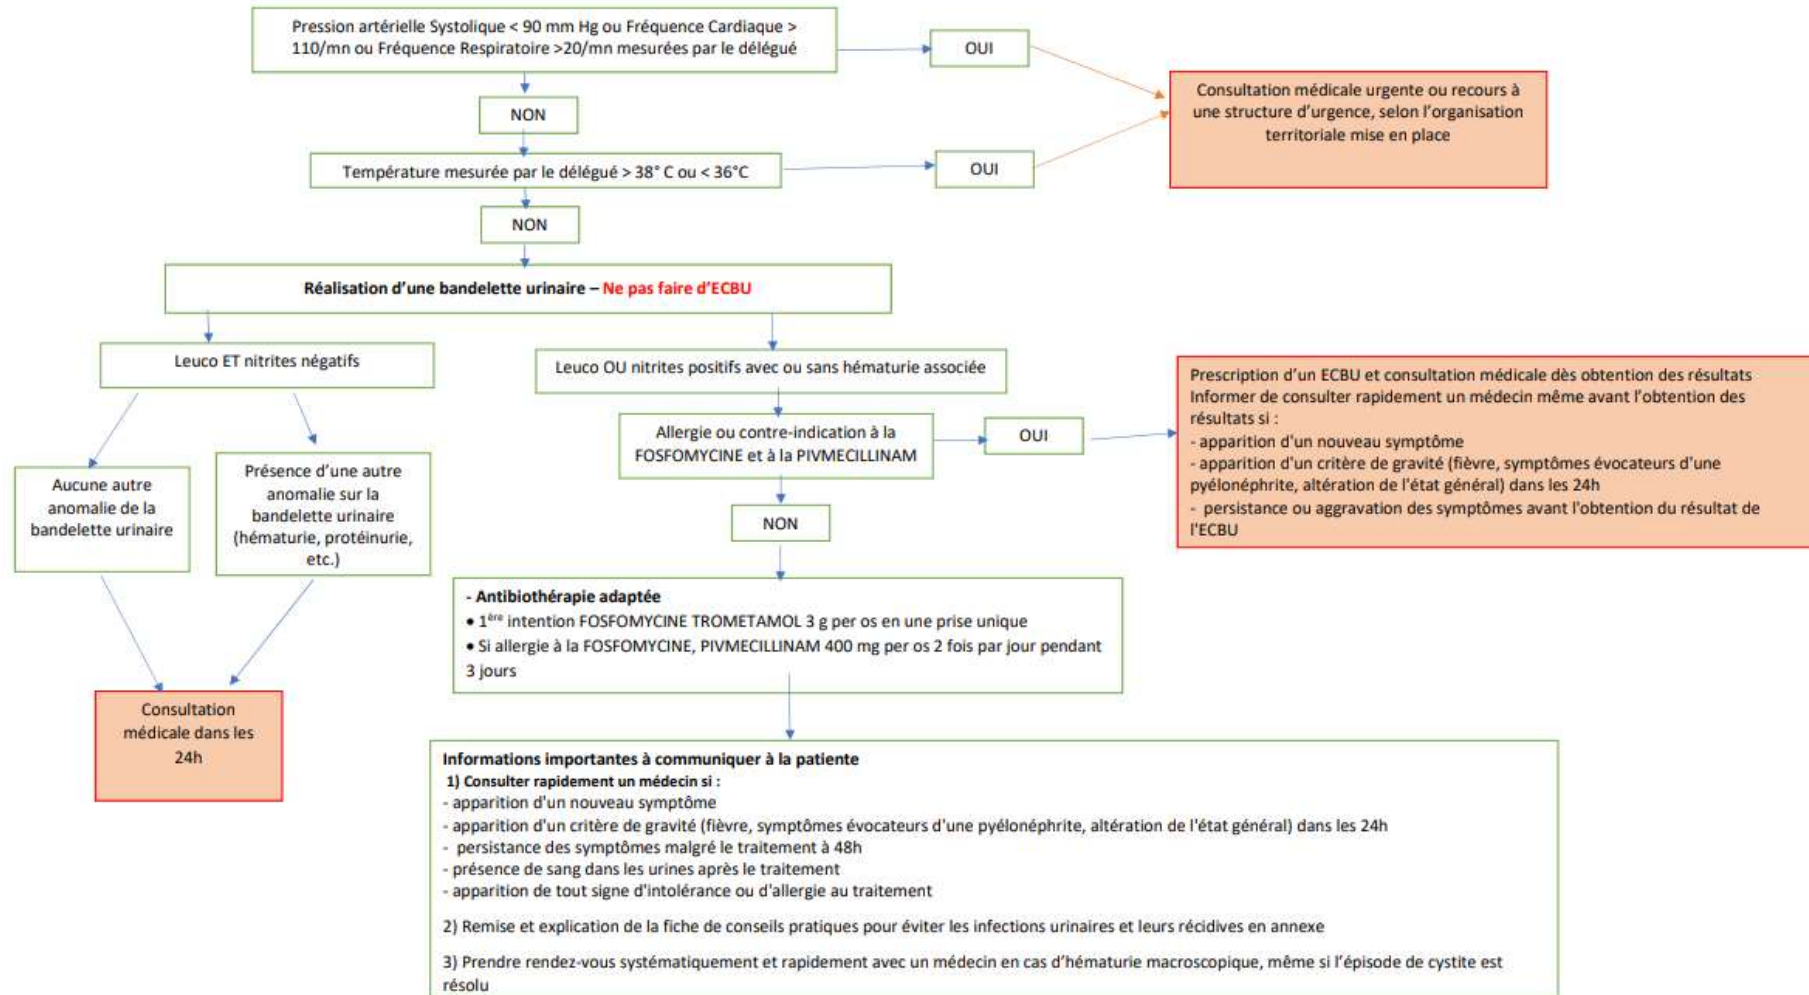 Pression artérielle Systolique < 90 mm Hg ou Fréquence Cardiaque >
110/mn ou Fréquence Respiratoire >20/mn mesurées par le délégué
OUI
Consultation médicale urgente ou recours à
une structure d'urgence, selon l'organisation
territoriale mise en place
NON
Température mesurée par le délégué > 38° C ou < 36°C
OUI
NON
Réalisation d'une bandelette urinaire – Ne pas faire d'ECBU
Leuco ET nitrites négatifs
Leuco OU nitrites positifs avec ou sans hématurie associée
Aucune autre
anomalie de la
bandelette urinaire
Présence d'une autre
anomalie sur la
bandelette urinaire
(hématurie, protéinurie,
etc.)
Consultation
médicale dans les
24h
Allergie ou contre-indication à la
FOSFOMYCINE et à la PIVMECILLINAM
OUI
Prescription d'un ECBU et consultation médicale dès obtention des résultats
Informer de consulter rapidement un médecin même avant l'obtention des
résultats si :
- apparition d'un nouveau symptôme
- apparition d'un critère de gravité (fièvre, symptômes évocateurs d'une
pyélonéphrite, altération de l'état général) dans les 24h
- persistance ou aggravation des symptômes avant l'obtention du résultat de
l'ECBU
NON
- Antibiothérapie adaptée
• 1ère intention FOSFOMYCINE TROMETAMOL 3 g per os en une prise unique
• Si allergie à la FOSFOMYCINE, PIVMECILLINAM 400 mg per os 2 fois par jour pendant
3 jours
Informations importantes à communiquer à la patiente
1) Consulter rapidement un médecin si :
- apparition d'un nouveau symptôme
- apparition d'un critère de gravité (fièvre, symptômes évocateurs d'une pyélonéphrite, altération de l'état général) dans les 24h
- persistance des symptômes malgré le traitement à 48h
- présence de sang dans les urines après le traitement
- apparition de tout signe d'intolérance ou d'allergie au traitement
2) Remise et explication de la fiche de conseils pratiques pour éviter les infections urinaires et leurs récidives en annexe
3) Prendre rendez-vous systématiquement et rapidement avec un médecin en cas d'hématurie macroscopique, même si l'épisode de cystite est
résolu